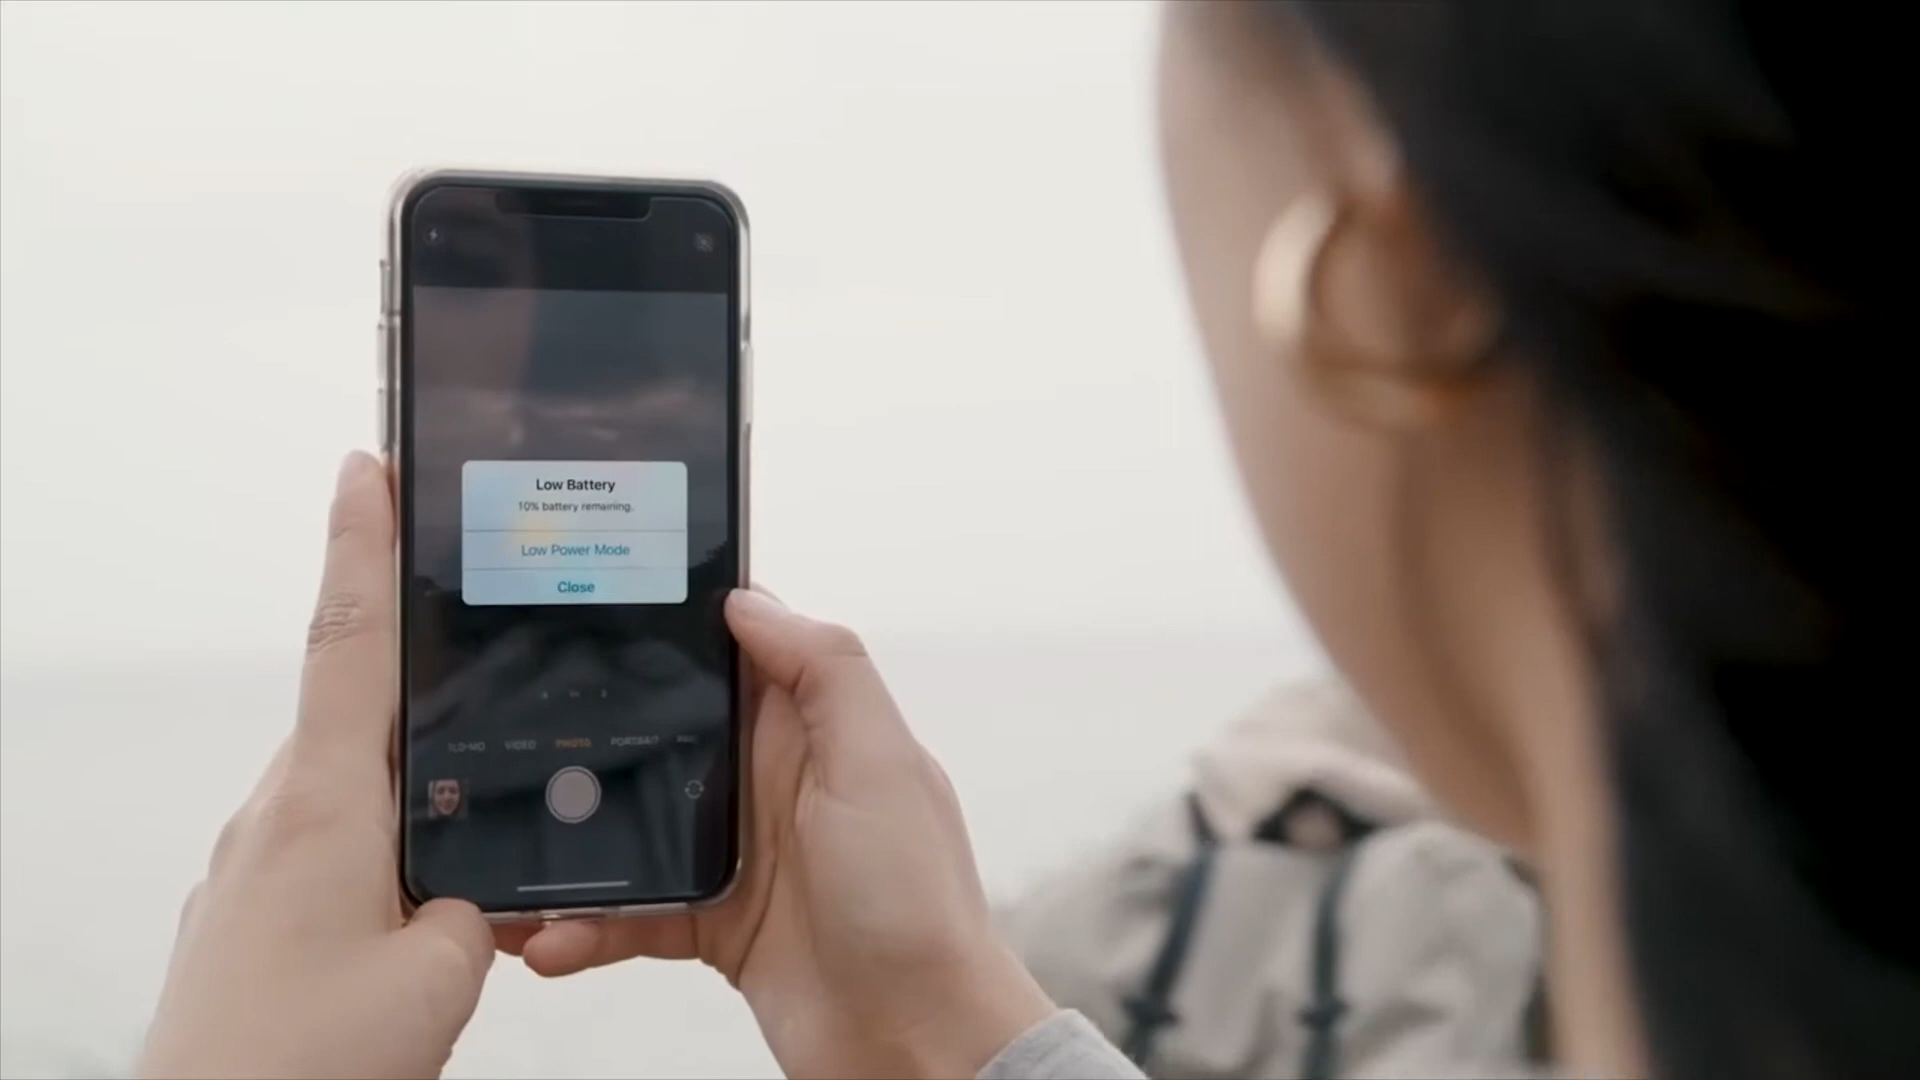 Low Battery
10% battery remaining.
Low Power Mode
Close
VIDEO PHOTO PORTRAIT